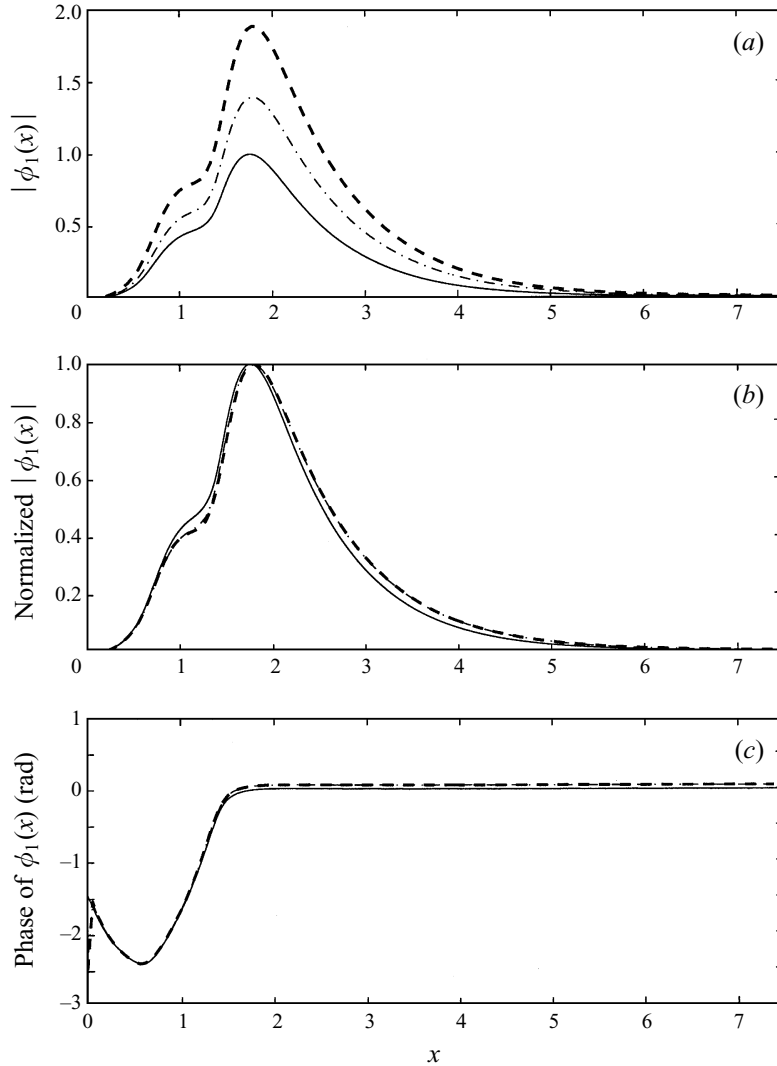 (a)
|ϕ₁(x)|
2.0
1.5
1.0
0.5
0 1 2 3 4 5 6 7
(b)
Normalized |ϕ₁(x)|
1.0
0.8
0.6
0.4
0.2
0 1 2 3 4 5 6 7
(c)
Phase of ϕ₁(x) (rad)
1
0
−1
−2
−3
0 1 2 3 4 5 6 7
x